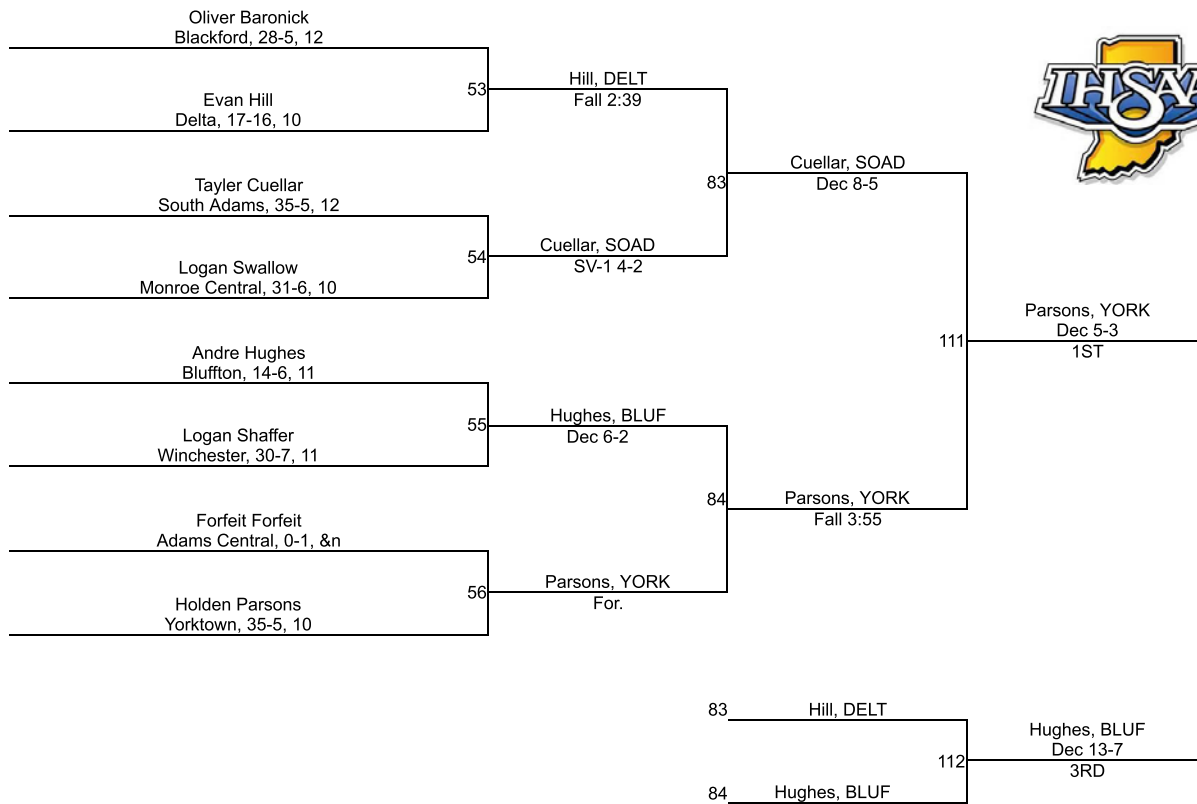 Oliver Baronick
Blackford, 28-5, 12
53
Hill, DELT
Fall 2:39
Evan Hill
Delta, 17-16, 10
IHSAA
83
Cuellar, SOAD
Dec 8-5
Tayler Cuellar
South Adams, 35-5, 12
54
Cuellar, SOAD
SV-1 4-2
Logan Swallow
Monroe Central, 31-6, 10
111
Parsons, YORK
Dec 5-3
1ST
Andre Hughes
Bluffton, 14-6, 11
55
Hughes, BLUF
Dec 6-2
Logan Shaffer
Winchester, 30-7, 11
84
Parsons, YORK
Fall 3:55
Forfeit Forfeit
Adams Central, 0-1, &n
56
Parsons, YORK
For.
Holden Parsons
Yorktown, 35-5, 10
83
Hill, DELT
112
Hughes, BLUF
Dec 13-7
3RD
84
Hughes, BLUF